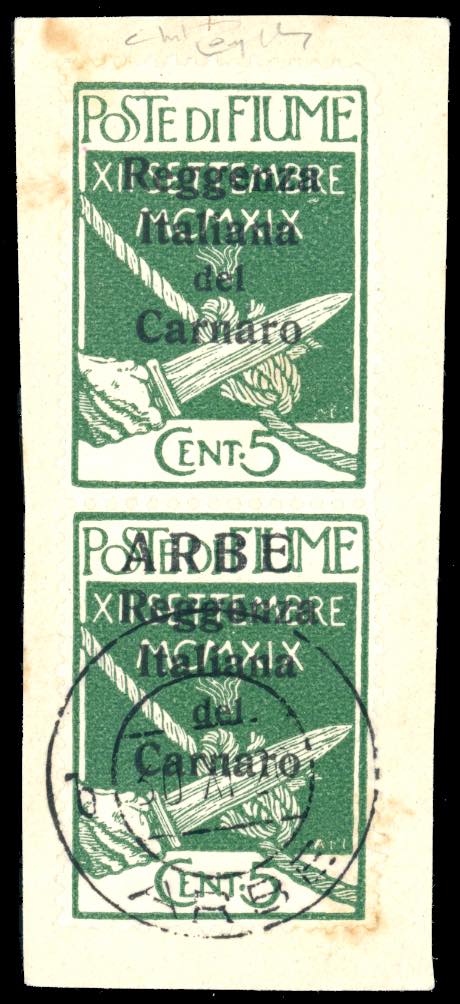 POSTE DI FIUME
XII SETTEMBRE
Reggenza
MCMXIX
Italiana
del
Carnaro
CENT·5
POSTE DI FIUME
ARBE
XII SETTEMBRE
Reggenza
MCMXIX
Italiana
del
Carnaro
CENT·5